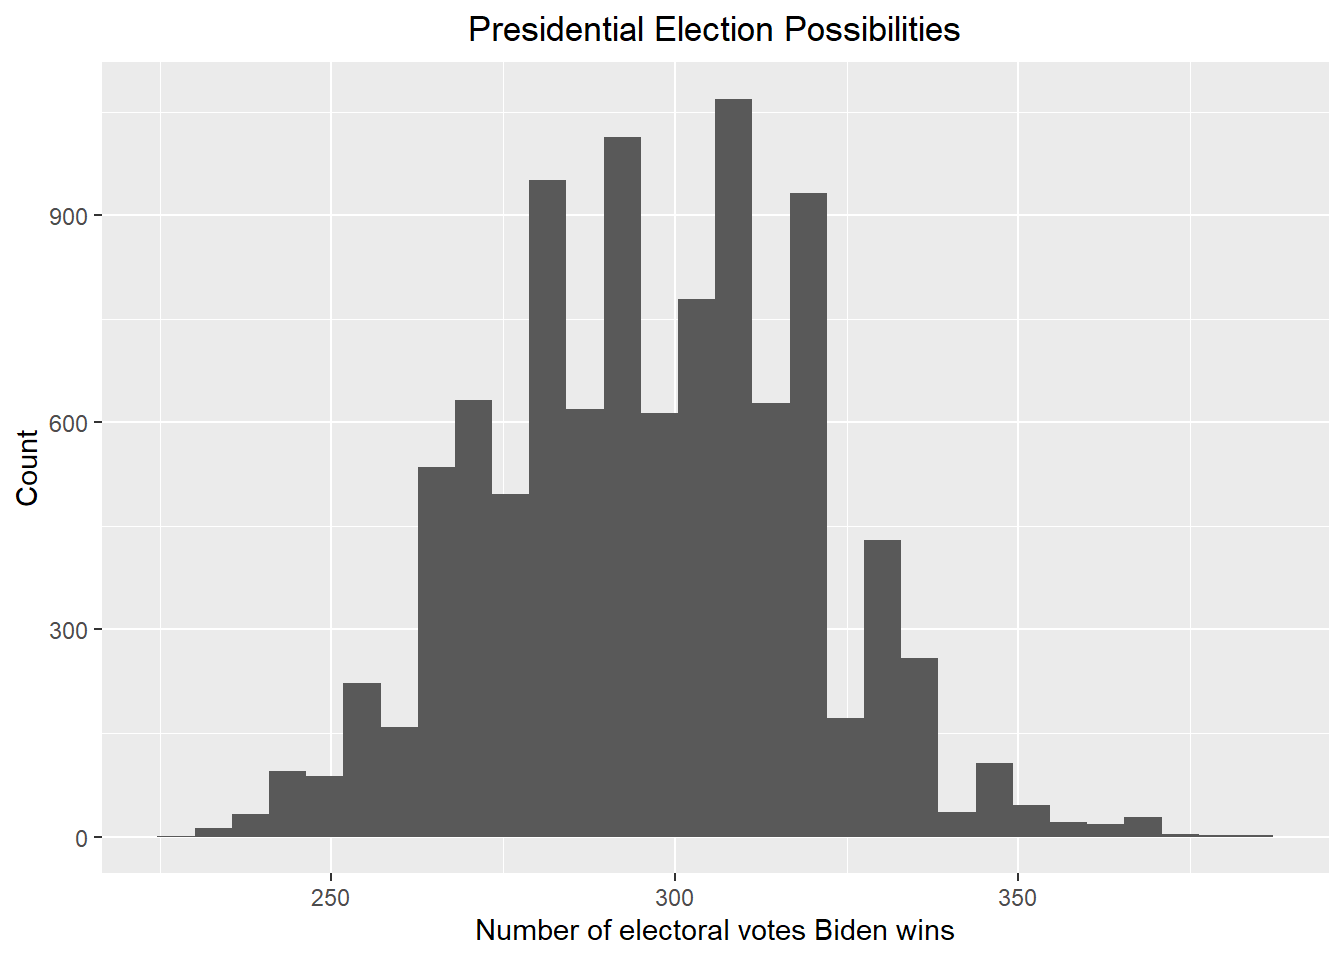 Presidential Election Possibilities
900
600
300
0
Count
250
300
350
Number of electoral votes Biden wins